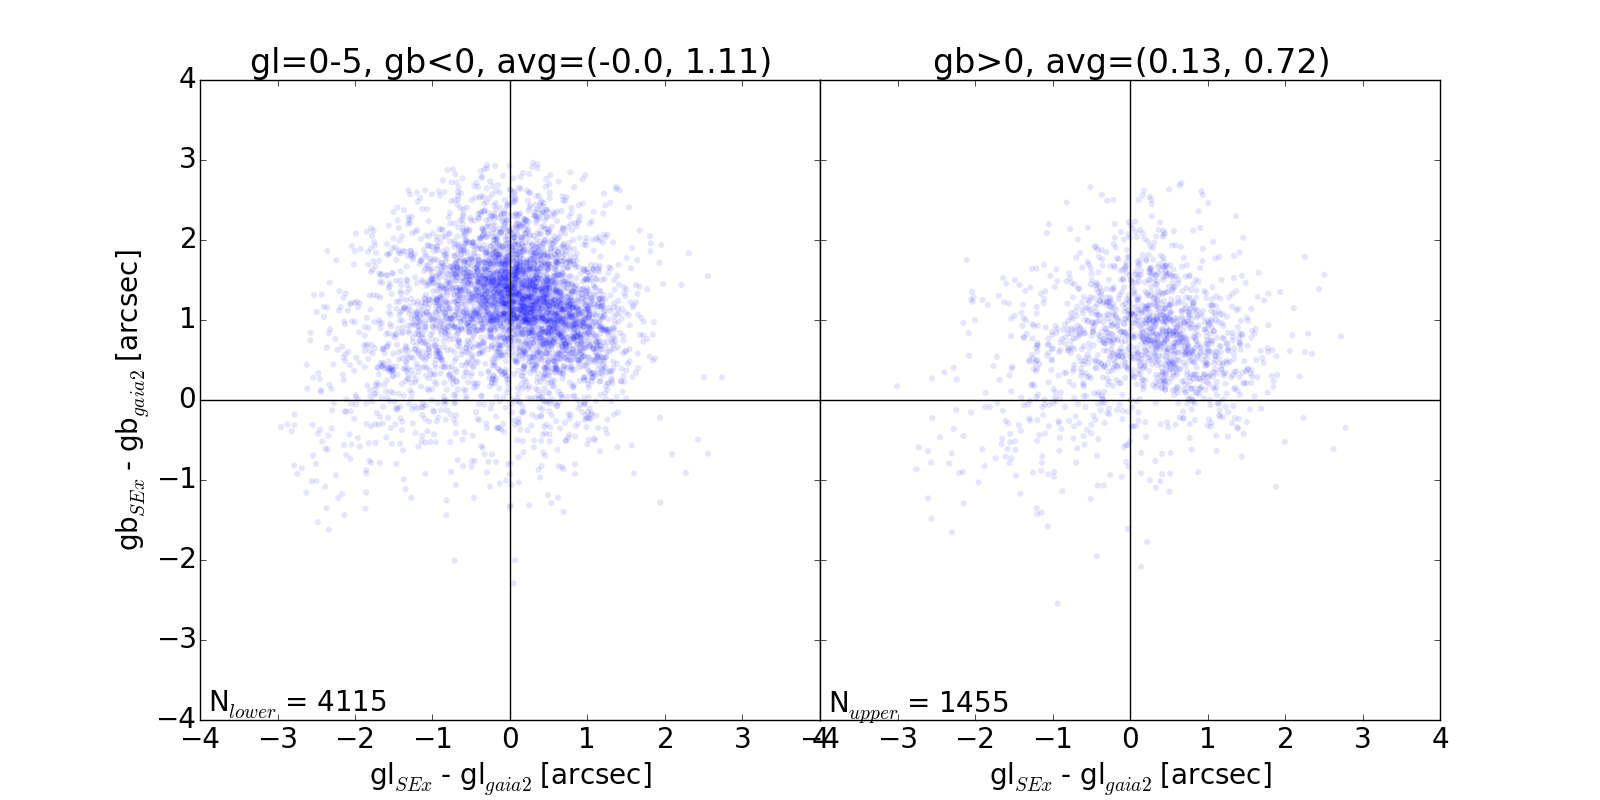 gl=0-5, gb<0, avg=(-0.0, 1.11)
gb>0, avg=(0.13, 0.72)
4
3
2
1
0
−1
−2
−3
−4
gb_SEx - gb_gaia2 [arcsec]
N_lower = 4115
N_upper = 1455
−4 −3 −2 −1 0 1 2 3 4
−4 −3 −2 −1 0 1 2 3 4
gl_SEx - gl_gaia2 [arcsec]
gl_SEx - gl_gaia2 [arcsec]